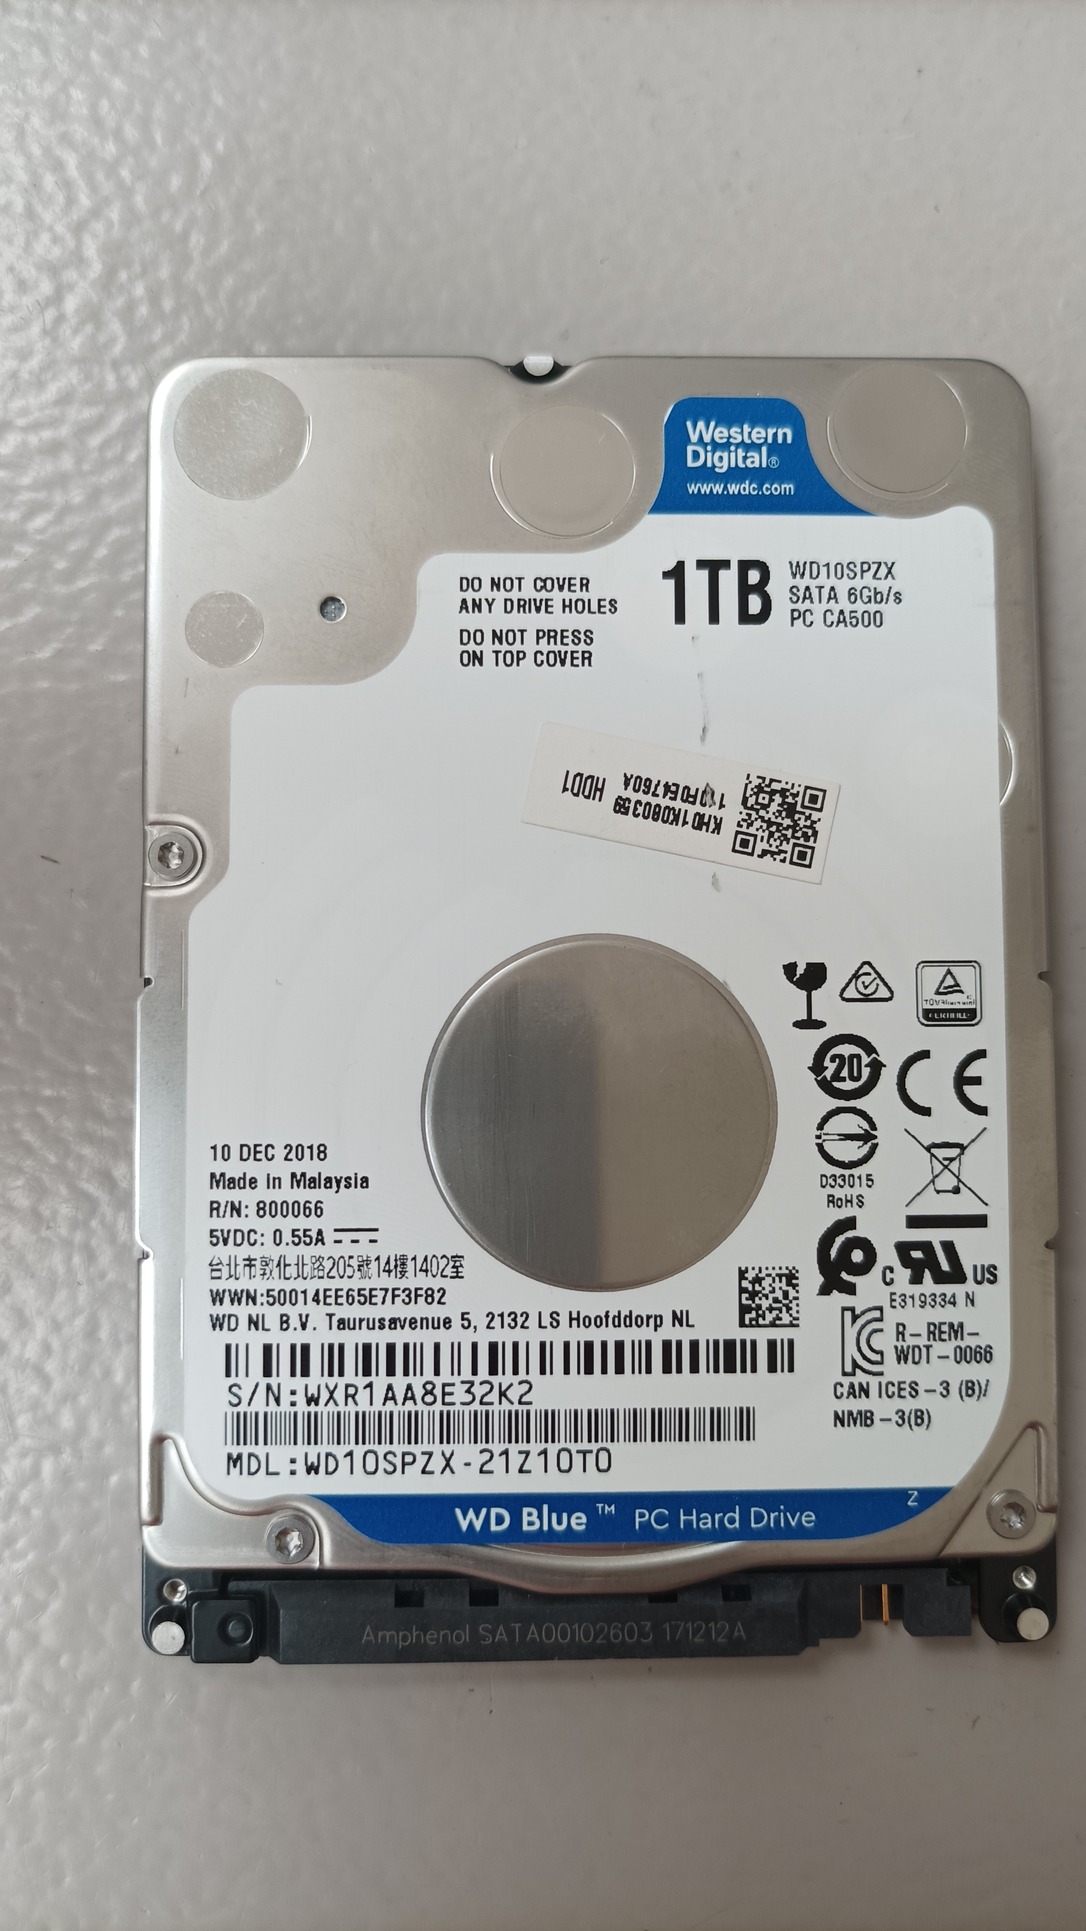 Western
Digital®
www.wdc.com
DO NOT COVER
ANY DRIVE HOLES
DO NOT PRESS
ON TOP COVER
1TB
WD10SPZX
SATA 6Gb/s
PC CA500
KH01K080359 HDD1
20
CE
D33015
RoHS
10 DEC 2018
Made in Malaysia
R/N: 800066
5VDC: 0.55A
台北市敦化北路205號14樓1402室
WWN:50014EE65E7F3F82
WD NL B.V. Taurusavenue 5, 2132 LS Hoofddorp NL
C US
E319334 N
R-REM-
WDT-0066
CAN ICES-3 (B)/
NMB-3(B)
S/N:WXR1AA8E32K2
MDL:WD10SPZX-21Z10T0
Z
WD Blue™ PC Hard Drive
Amphenol SATA00102603 171212A